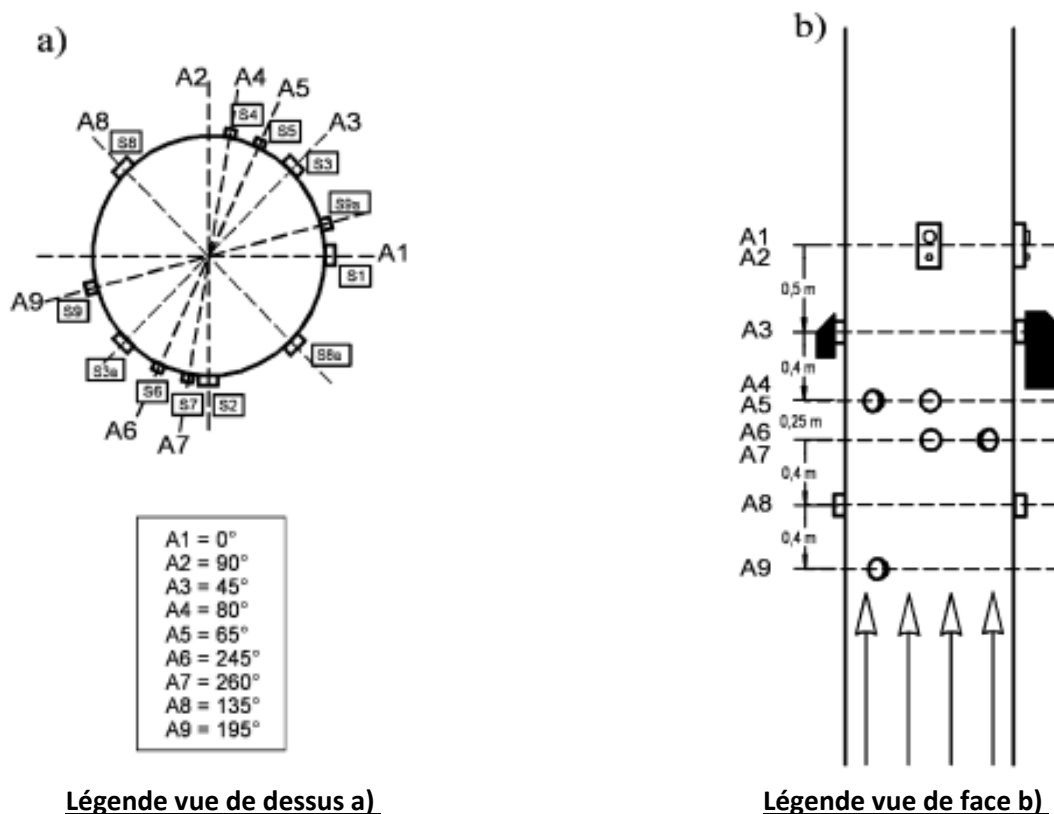 a)
A2 A4
A5
A8
A3
S4
S5
S8
S3
S9a
A1
S1
A9
S9
S3a
S8a
S6
S7
S2
A6
A7
A1 = 0°
A2 = 90°
A3 = 45°
A4 = 80°
A5 = 65°
A6 = 245°
A7 = 260°
A8 = 135°
A9 = 195°
Légende vue de dessus a)
b)
A1
A2
0,5 m
A3
0,4 m
A4
A5
0,25 m
A6
A7
0,4 m
A8
0,4 m
A9
Légende vue de face b)